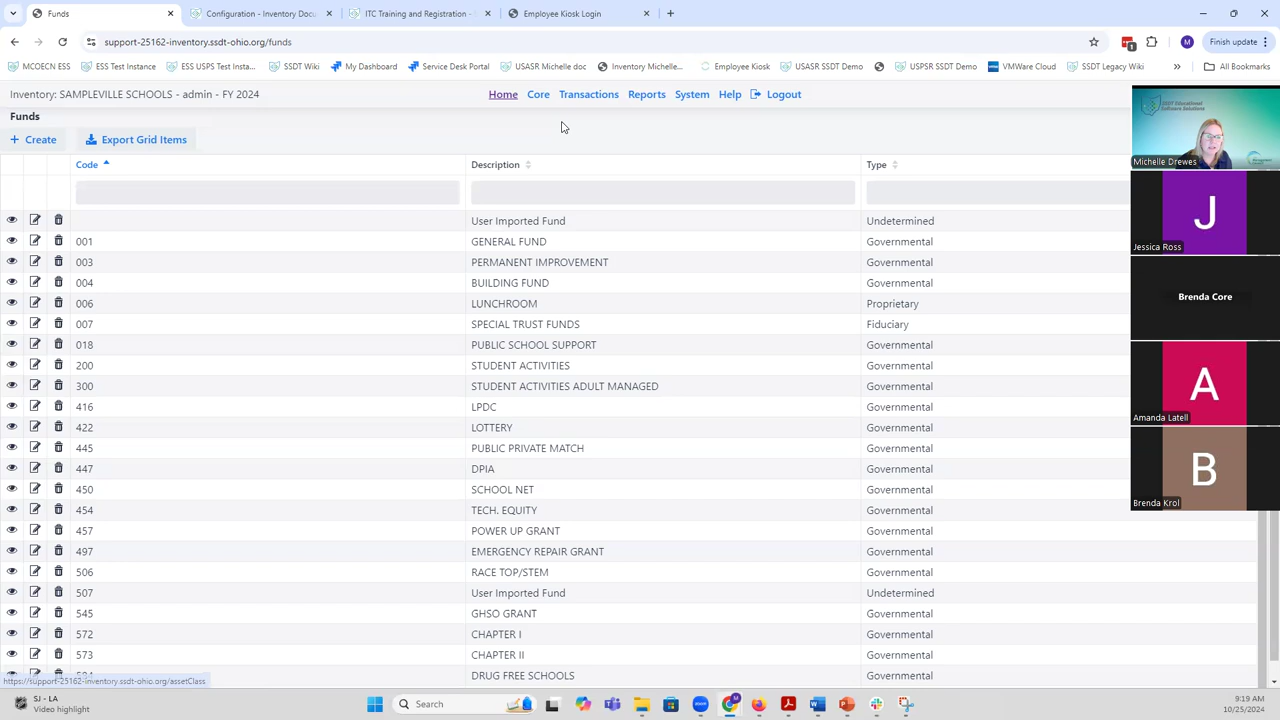 Funds
Configuration - Inventory Docu
ITC Training and Registration -
Employee Kiosk Login
support-25162-inventory.ssdt-ohio.org/funds
Finish update
MCOECN ESS
ESS Test Instance
ESS USPS Test Insta...
SSDT Wiki
My Dashboard
Service Desk Portal
USASR Michelle doc
Inventory Michelle...
Employee Kiosk
USASR SSDT Demo
USPSR SSDT Demo
VMWare Cloud
SSDT Legacy Wiki
All Bookmarks
Inventory: SAMPLEVILLE SCHOOLS - admin - FY 2024
Home Core Transactions Reports System Help Logout
Funds
Create Export Grid Items
Code Description Type
User Imported Fund Undetermined
001 GENERAL FUND Governmental
003 PERMANENT IMPROVEMENT Governmental
004 BUILDING FUND Governmental
006 LUNCHROOM Proprietary
007 SPECIAL TRUST FUNDS Fiduciary
018 PUBLIC SCHOOL SUPPORT Governmental
200 STUDENT ACTIVITIES Governmental
300 STUDENT ACTIVITIES ADULT MANAGED Governmental
416 LPDC Governmental
422 LOTTERY Governmental
445 PUBLIC PRIVATE MATCH Governmental
447 DPIA Governmental
450 SCHOOL NET Governmental
454 TECH. EQUITY Governmental
457 POWER UP GRANT Governmental
497 EMERGENCY REPAIR GRANT Governmental
506 RACE TOP/STEM Governmental
507 User Imported Fund Undetermined
545 GHSO GRANT Governmental
572 CHAPTER I Governmental
573 CHAPTER II Governmental
DRUG FREE SCHOOLS Governmental
https://support-25162-inventory.ssdt-ohio.org/assetClass
Michelle Drewes
J
Jessica Ross
Brenda Core
A
Amanda Latell
B
Brenda Krol
SJ - LA
Video highlight
Search
9:19 AM
10/25/2024